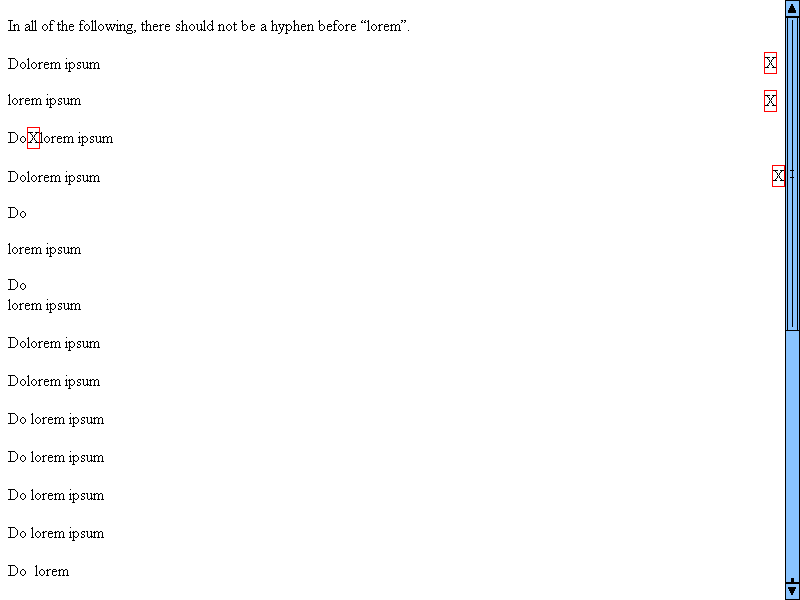 In all of the following, there should not be a hyphen before “lorem”.
Dolorem ipsum X
lorem ipsum X
DoXlorem ipsum
Dolorem ipsum X
Do
lorem ipsum
Do
lorem ipsum
Dolorem ipsum
Dolorem ipsum
Do lorem ipsum
Do lorem ipsum
Do lorem ipsum
Do lorem ipsum
Do  lorem